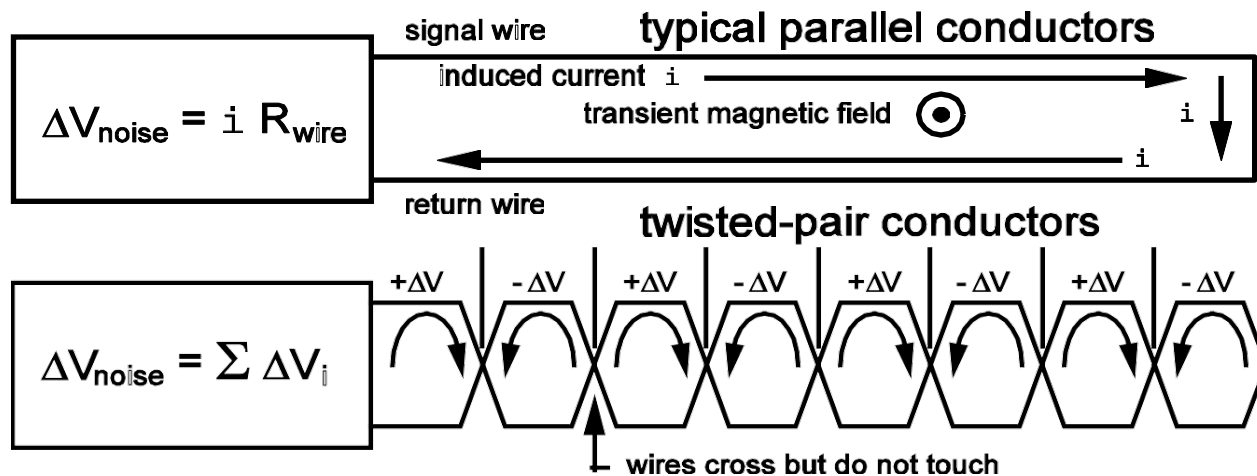 signal wire
typical parallel conductors
induced current i
transient magnetic field
i
i
ΔVnoise = i Rwire
return wire
twisted-pair conductors
+ΔV - ΔV +ΔV - ΔV +ΔV - ΔV +ΔV - ΔV
ΔVnoise = Σ ΔVi
wires cross but do not touch